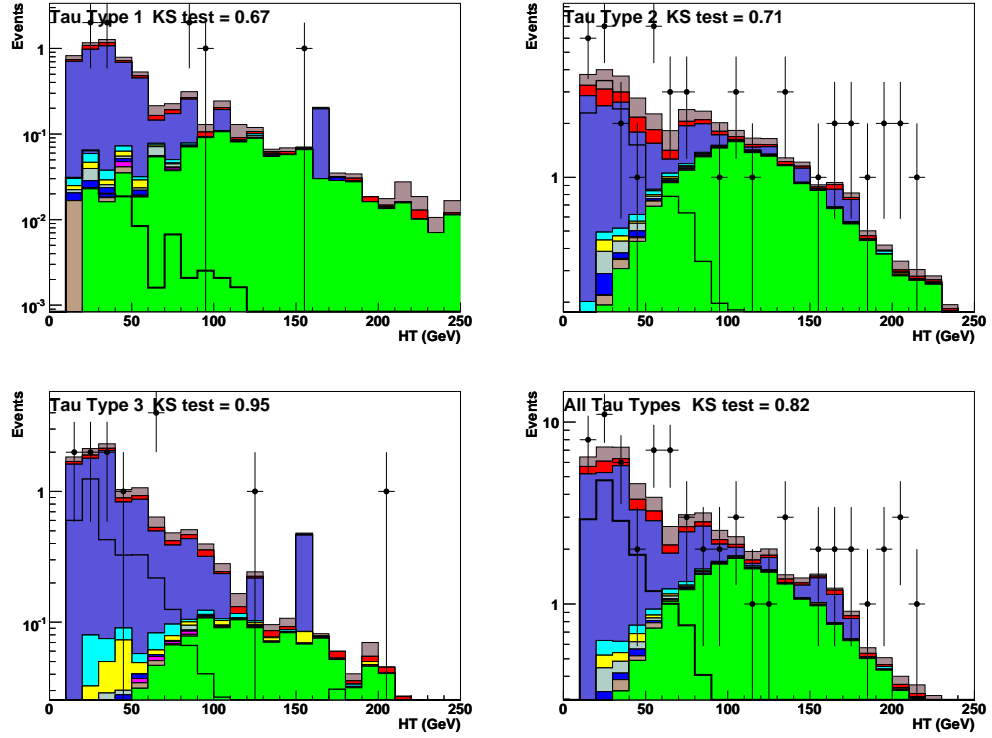 Tau Type 1 KS test = 0.67
Events
1
10^-1
10^-2
10^-3
0 50 100 150 200 250
HT (GeV)
Tau Type 2 KS test = 0.71
Events
1
0 50 100 150 200 250
HT (GeV)
Tau Type 3 KS test = 0.95
Events
1
10^-1
0 50 100 150 200 250
HT (GeV)
All Tau Types KS test = 0.82
Events
10
1
0 50 100 150 200 250
HT (GeV)